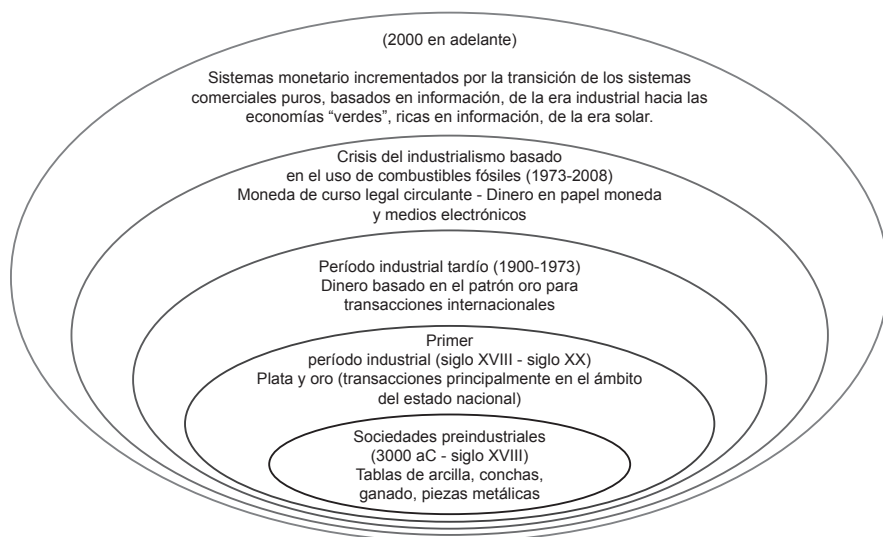 (2000 en adelante)
Sistemas monetario incrementados por la transición de los sistemas
comerciales puros, basados en información, de la era industrial hacia las
economías “verdes”, ricas en información, de la era solar.
Crisis del industrialismo basado
en el uso de combustibles fósiles (1973-2008)
Moneda de curso legal circulante - Dinero en papel moneda
y medios electrónicos
Período industrial tardío (1900-1973)
Dinero basado en el patrón oro para
transacciones internacionales
Primer
período industrial (siglo XVIII - siglo XX)
Plata y oro (transacciones principalmente en el ámbito
del estado nacional)
Sociedades preindustriales
(3000 aC - siglo XVIII)
Tablas de arcilla, conchas,
ganado, piezas metálicas